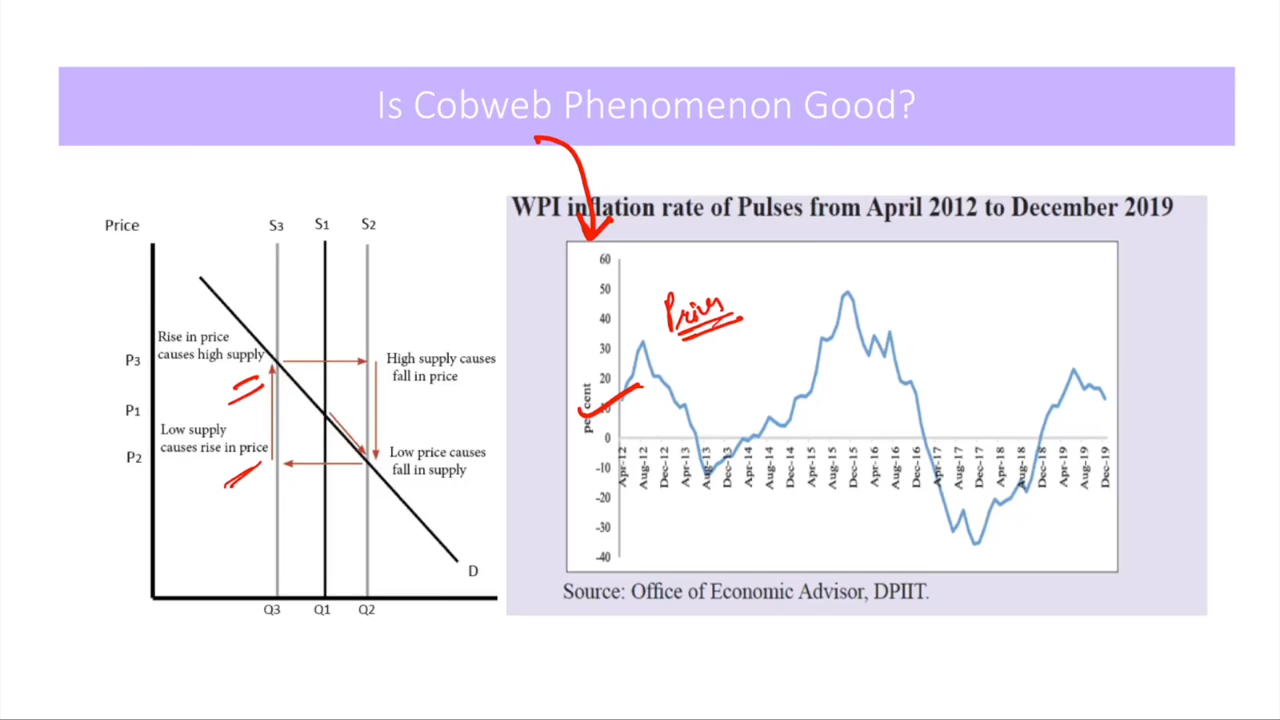 Is Cobweb Phenomenon Good?
Price
S3
S1
S2
Rise in price
causes high supply
P3
High supply causes
fall in price
P1
Low supply
causes rise in price
P2
Low price causes
fall in supply
D
Q3
Q1
Q2
WPI inflation rate of Pulses from April 2012 to December 2019
60
50
40
30
20
10
0
-10
-20
-30
-40
per cent
Prices
Apr-12
Aug-12
Dec-12
Apr-13
Aug-13
Dec-13
Apr-14
Aug-14
Dec-14
Apr-15
Aug-15
Dec-15
Apr-16
Aug-16
Dec-16
Apr-17
Aug-17
Dec-17
Apr-18
Aug-18
Dec-18
Apr-19
Aug-19
Dec-19
Source: Office of Economic Advisor, DPIIT.